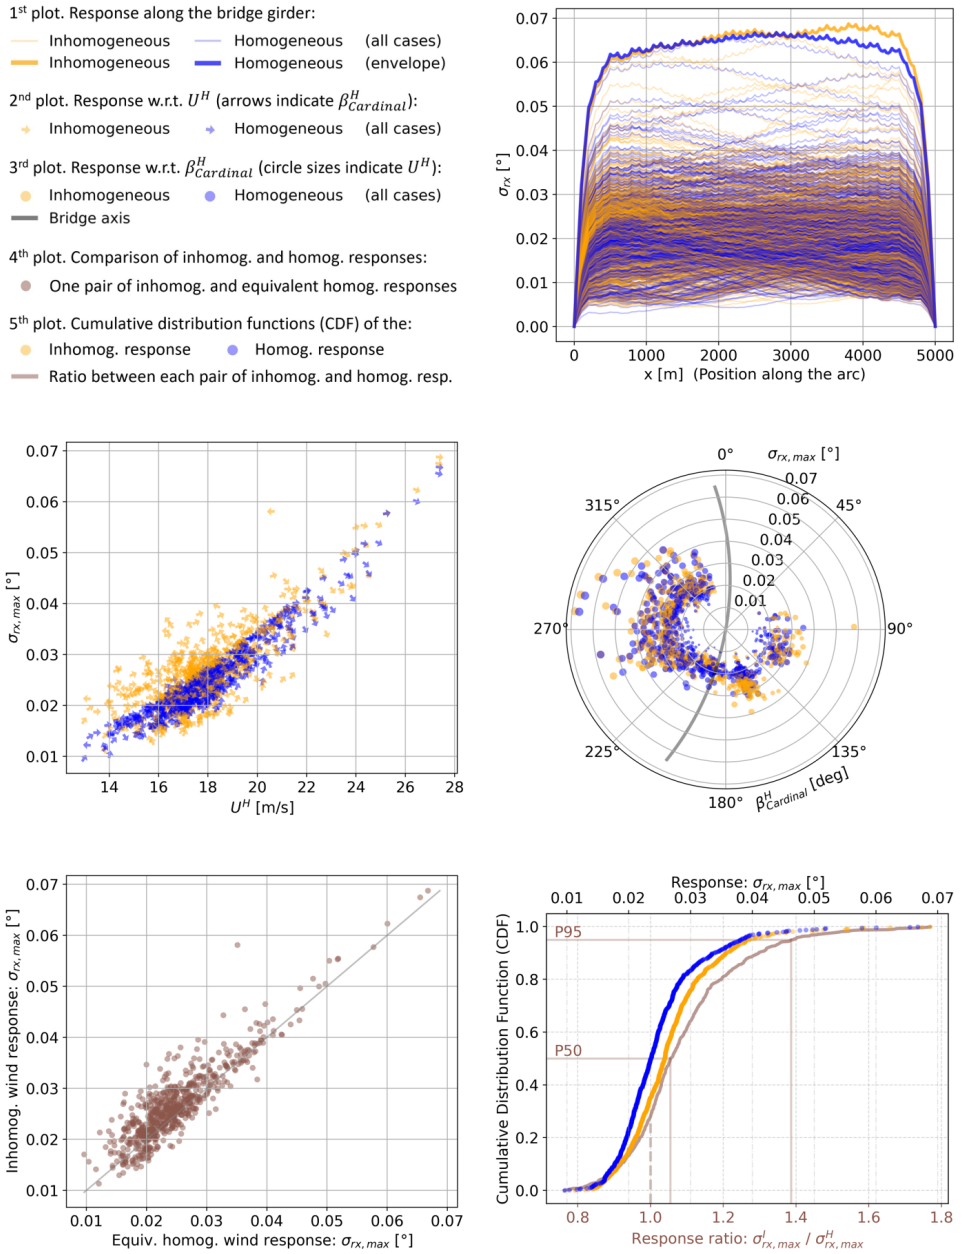 1st plot. Response along the bridge girder:
Inhomogeneous Homogeneous (all cases)
Inhomogeneous Homogeneous (envelope)
2nd plot. Response w.r.t. U^H (arrows indicate β^H_Cardinal):
Inhomogeneous Homogeneous (all cases)
3rd plot. Response w.r.t. β^H_Cardinal (circle sizes indicate U^H):
Inhomogeneous Homogeneous (all cases)
Bridge axis
4th plot. Comparison of inhomog. and homog. responses:
One pair of inhomog. and equivalent homog. responses
5th plot. Cumulative distribution functions (CDF) of the:
Inhomog. response Homog. response
Ratio between each pair of inhomog. and homog. resp.
σrx [°]
0.07
0.06
0.05
0.04
0.03
0.02
0.01
0.00
0 1000 2000 3000 4000 5000
x [m] (Position along the arc)
σrx, max [°]
0.07
0.06
0.05
0.04
0.03
0.02
0.01
14 16 18 20 22 24 26 28
U^H [m/s]
0° σrx, max [°]
315° 45°
0.07
0.06
0.05
0.04
0.03
0.02
0.01
270° 90°
225° 135°
180° β^H_Cardinal [deg]
Inhomog. wind response: σrx, max [°]
0.07
0.06
0.05
0.04
0.03
0.02
0.01
0.01 0.02 0.03 0.04 0.05 0.06 0.07
Equiv. homog. wind response: σrx, max [°]
Response: σrx, max [°]
0.01 0.02 0.03 0.04 0.05 0.06 0.07
Cumulative Distribution Function (CDF)
1.0
0.8
0.6
0.4
0.2
0.0
P95
P50
0.8 1.0 1.2 1.4 1.6 1.8
Response ratio: σ^I_rx, max / σ^H_rx, max